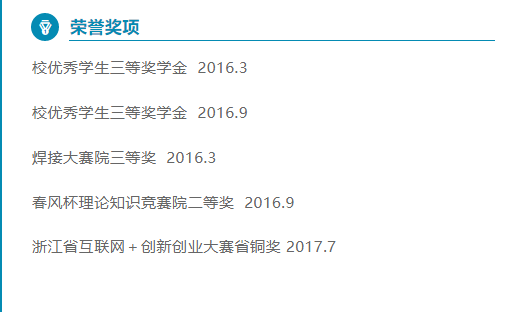 荣誉奖项
校优秀学生三等奖学金 2016.3
校优秀学生三等奖学金 2016.9
焊接大赛院三等奖 2016.3
春风杯理论知识竞赛院二等奖 2016.9
浙江省互联网＋创新创业大赛省铜奖 2017.7